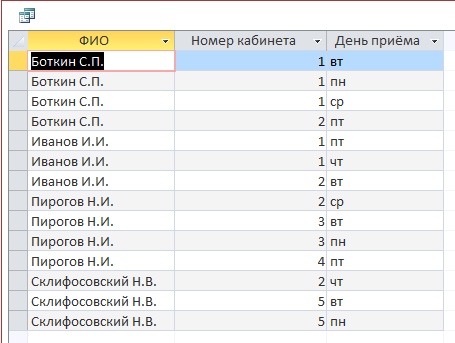 ФИО Номер кабинета День приёма
Боткин С.П. 1 вт
Боткин С.П. 1 пн
Боткин С.П. 1 ср
Боткин С.П. 2 пт
Иванов И.И. 1 пт
Иванов И.И. 1 чт
Иванов И.И. 2 вт
Пирогов Н.И. 2 ср
Пирогов Н.И. 3 вт
Пирогов Н.И. 3 пн
Пирогов Н.И. 4 пт
Склифосовский Н.В. 2 чт
Склифосовский Н.В. 5 вт
Склифосовский Н.В. 5 пн